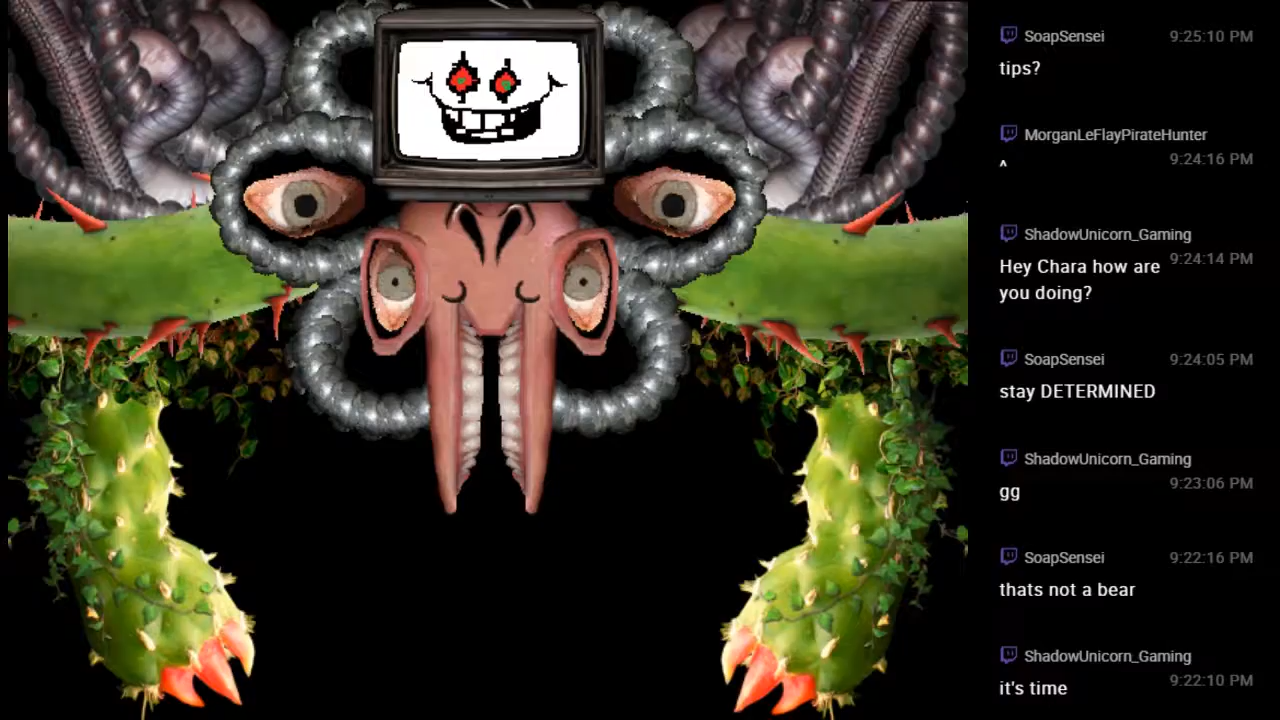 SoapSensei 9:25:10 PM
tips?
MorganLeFlayPirateHunter
^ 9:24:16 PM
ShadowUnicorn_Gaming
Hey Chara how are 9:24:14 PM
you doing?
SoapSensei 9:24:05 PM
stay DETERMINED
ShadowUnicorn_Gaming
gg 9:23:06 PM
SoapSensei 9:22:16 PM
thats not a bear
ShadowUnicorn_Gaming
it's time 9:22:10 PM